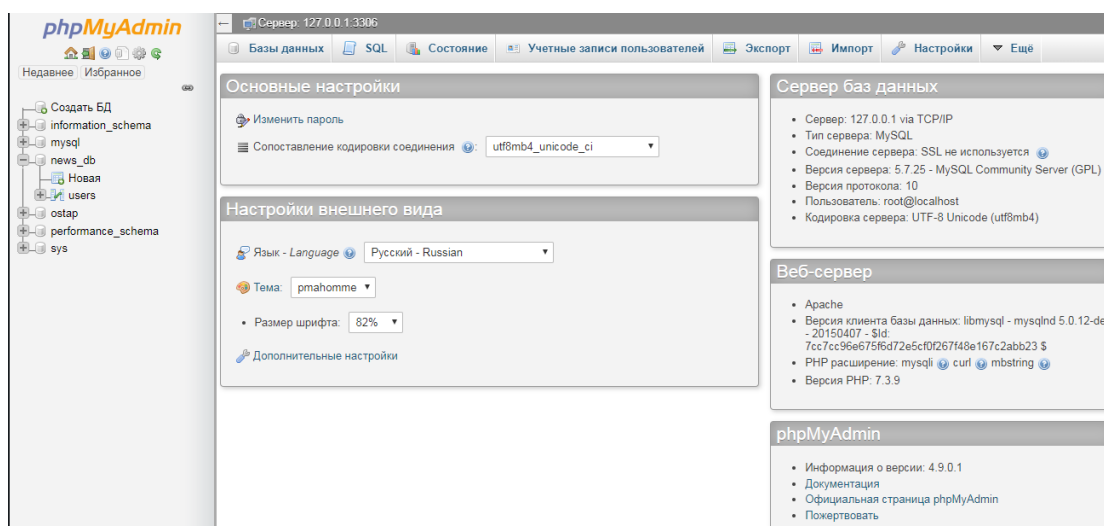 phpMyAdmin
Недавнее Избранное
Создать БД
information_schema
mysql
news_db
Новая
users
ostap
performance_schema
sys
Сервер: 127.0.0.1:3306
Базы данных SQL Состояние Учетные записи пользователей Экспорт Импорт Настройки Ещё
Основные настройки
Изменить пароль
Сопоставление кодировки соединения : utf8mb4_unicode_ci
Настройки внешнего вида
Язык - Language Русский - Russian
Тема: pmahomme
Размер шрифта: 82%
Дополнительные настройки
Сервер баз данных
Сервер: 127.0.0.1 via TCP/IP
Тип сервера: MySQL
Соединение сервера: SSL не используется
Версия сервера: 5.7.25 - MySQL Community Server (GPL)
Версия протокола: 10
Пользователь: root@localhost
Кодировка сервера: UTF-8 Unicode (utf8mb4)
Веб-сервер
Apache
Версия клиента базы данных: libmysql - mysqlnd 5.0.12-de
- 20150407 - $Id:
7cc7cc96e675f6d72e5cf0f267f48e167c2abb23 $
PHP расширение: mysqli curl mbstring
Версия PHP: 7.3.9
phpMyAdmin
Информация о версии: 4.9.0.1
Документация
Официальная страница phpMyAdmin
Пожертвовать